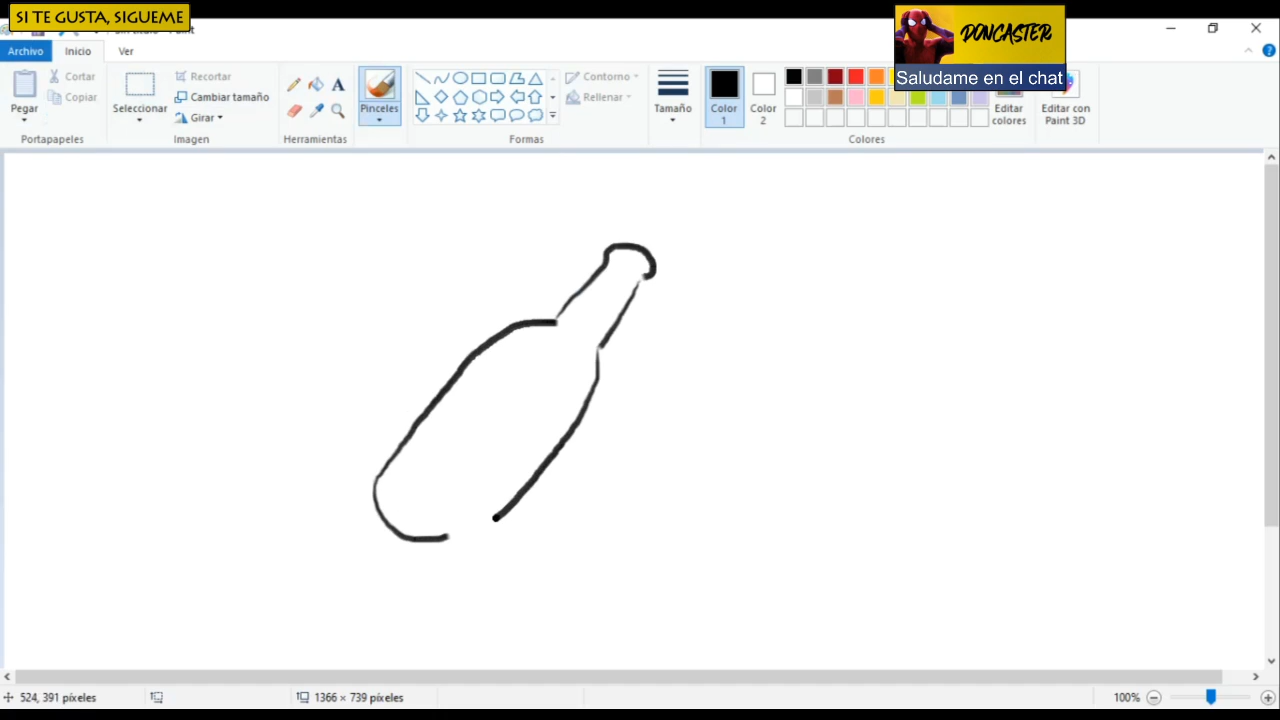 SI TE GUSTA, SIGUEME
DONCASTER
Saludame en el chat
Archivo
Inicio
Ver
Pegar
Cortar
Copiar
Portapapeles
Seleccionar
Recortar
Cambiar tamaño
Girar
Imagen
A
Herramientas
Pinceles
Contorno
Rellenar
Formas
Tamaño
Color
1
Color
2
Editar
colores
Colores
Editar con
Paint 3D
524, 391 píxeles
1366 × 739 píxeles
100%